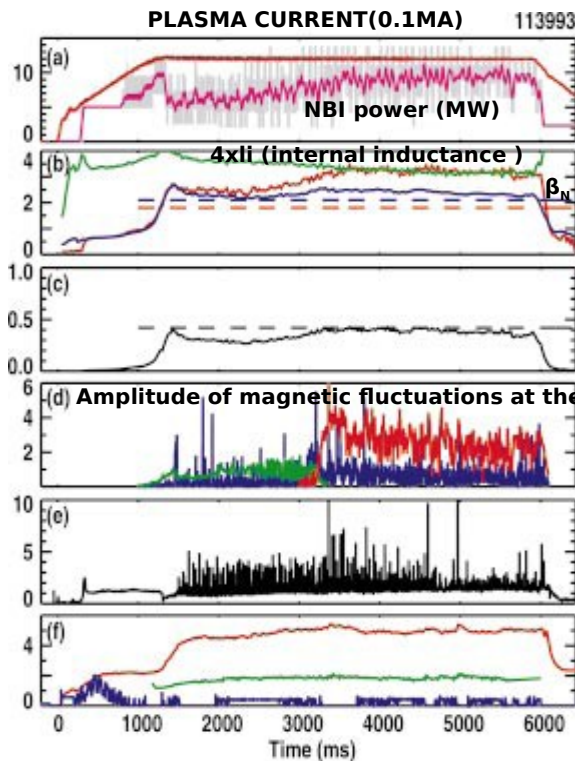 PLASMA CURRENT(0.1MA) 113993
(a)
10
0
NBI power (MW)
(b)
4
2
0
4xli (internal inductance )
βN
(c)
1.0
0.5
0.0
(d) Amplitude of magnetic fluctuations at the
6
4
2
(e)
10
5
0
(f)
5
0
0 1000 2000 3000 4000 5000 6000
Time (ms)